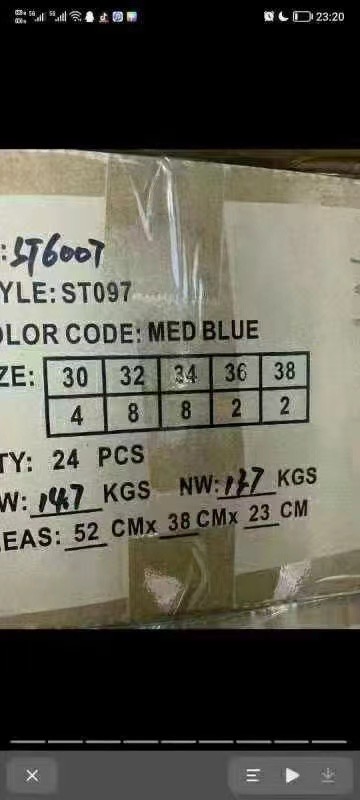 23:20
:ST6007
YLE: ST097
OLOR CODE: MED BLUE
ZE: 30 32 34 36 38
4 8 8 2 2
TY: 24 PCS
W: 14.7 KGS NW: 13.7 KGS
EAS: 52 CM x 38 CM x 23 CM